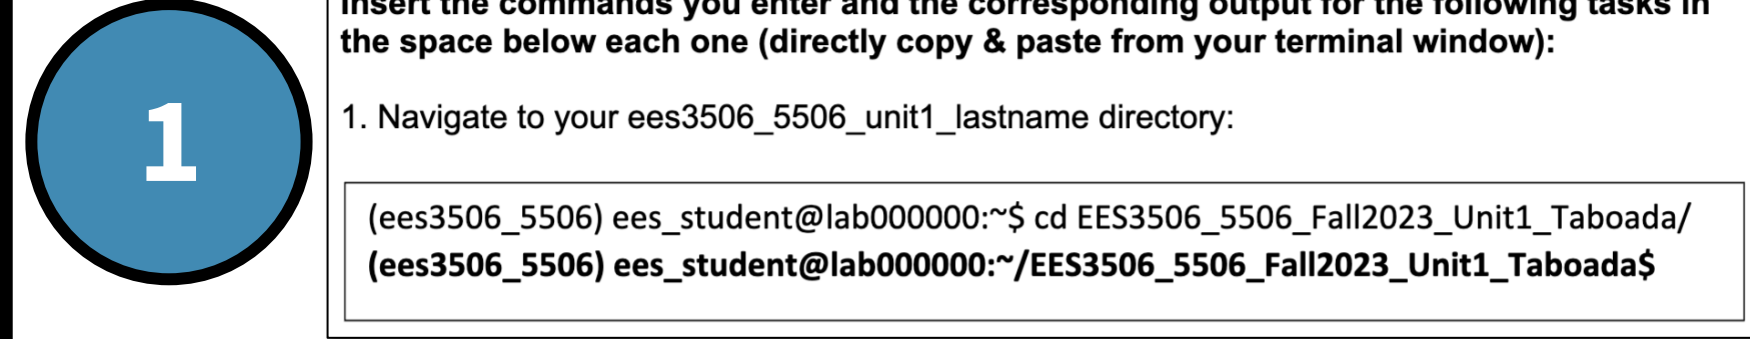 1
Insert the commands you enter and the corresponding output for the following tasks in
the space below each one (directly copy & paste from your terminal window):
1. Navigate to your ees3506_5506_unit1_lastname directory:
(ees3506_5506) ees_student@lab000000:~$ cd EES3506_5506_Fall2023_Unit1_Taboada/
(ees3506_5506) ees_student@lab000000:~/EES3506_5506_Fall2023_Unit1_Taboada$